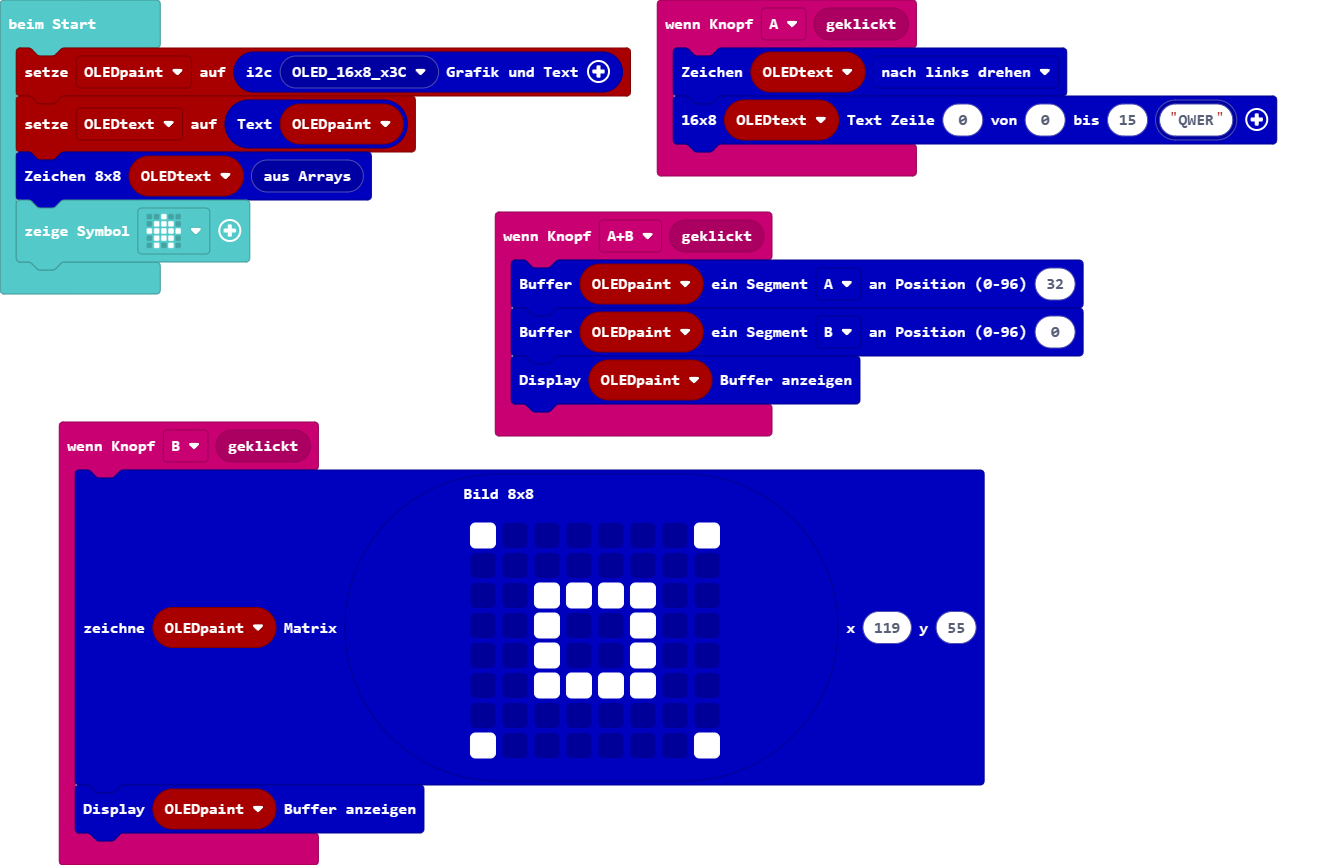 beim Start
setze OLEDpaint auf i2c OLED_16x8_x3C Grafik und Text
setze OLEDtext auf Text OLEDpaint
Zeichen 8x8 OLEDtext aus Arrays
zeige Symbol
wenn Knopf A geklickt
Zeichen OLEDtext nach links drehen
16x8 OLEDtext Text Zeile 0 von 0 bis 15 "QWER"
wenn Knopf A+B geklickt
Buffer OLEDpaint ein Segment A an Position (0-96) 32
Buffer OLEDpaint ein Segment B an Position (0-96) 0
Display OLEDpaint Buffer anzeigen
wenn Knopf B geklickt
Bild 8x8
zeichne OLEDpaint Matrix x 119 y 55
Display OLEDpaint Buffer anzeigen